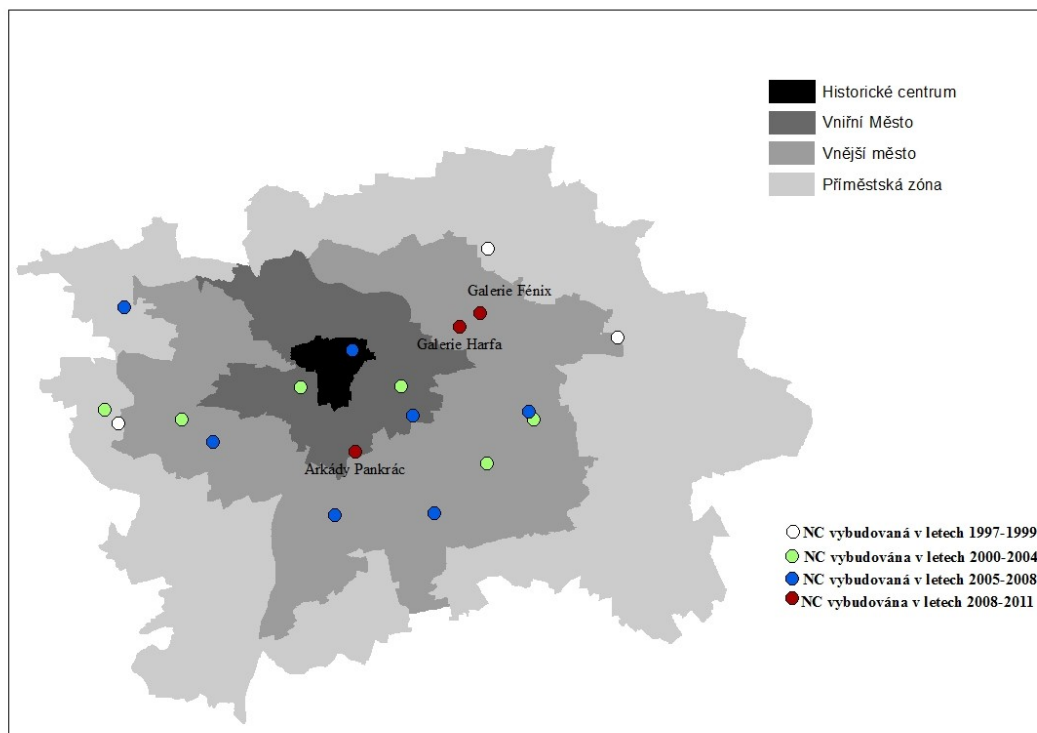 Historické centrum
Vniřní Město
Vnější město
Příměstská zóna
Galerie Fénix
Galerie Harfa
Arkády Pankrác
NC vybudovaná v letech 1997-1999
NC vybudována v letech 2000-2004
NC vybudovaná v letech 2005-2008
NC vybudována v letech 2008-2011